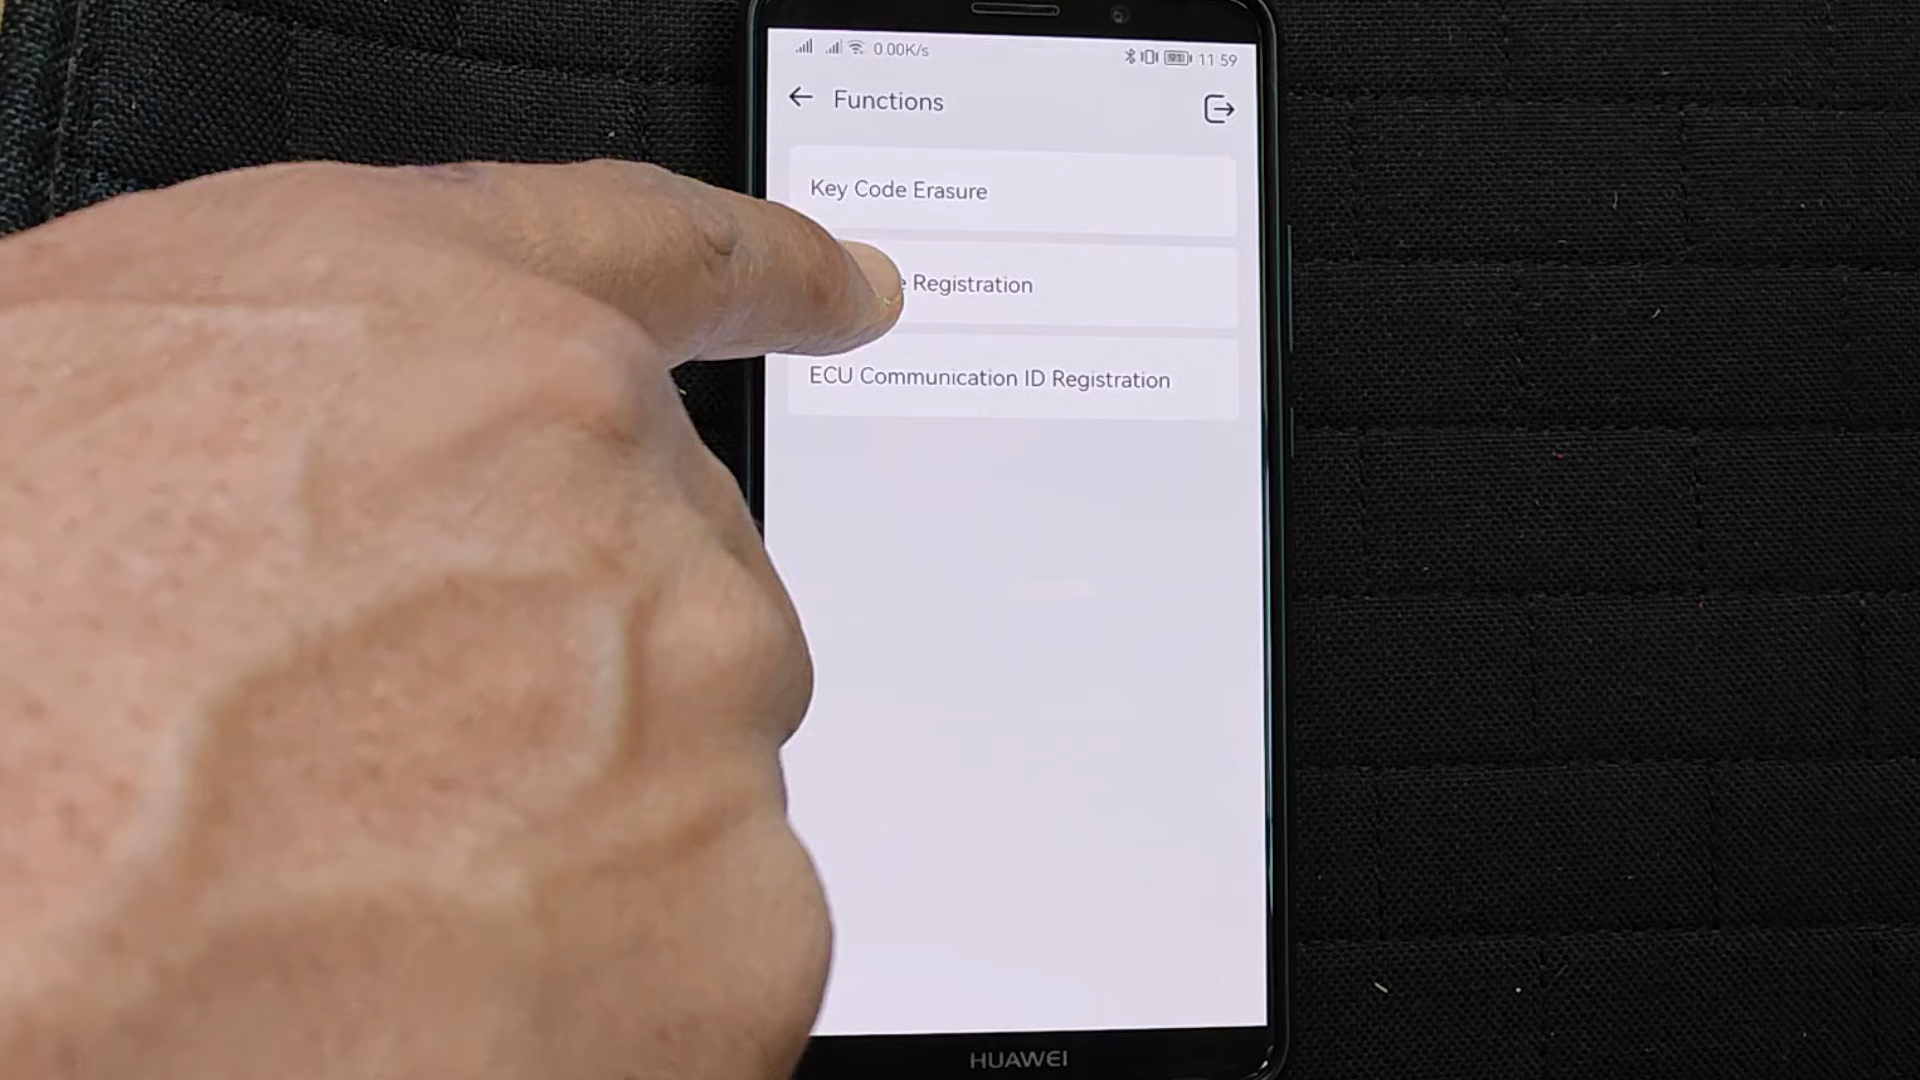 0.00K/s
11:59
Functions
Key Code Erasure
Registration
ECU Communication ID Registration
HUAWEI